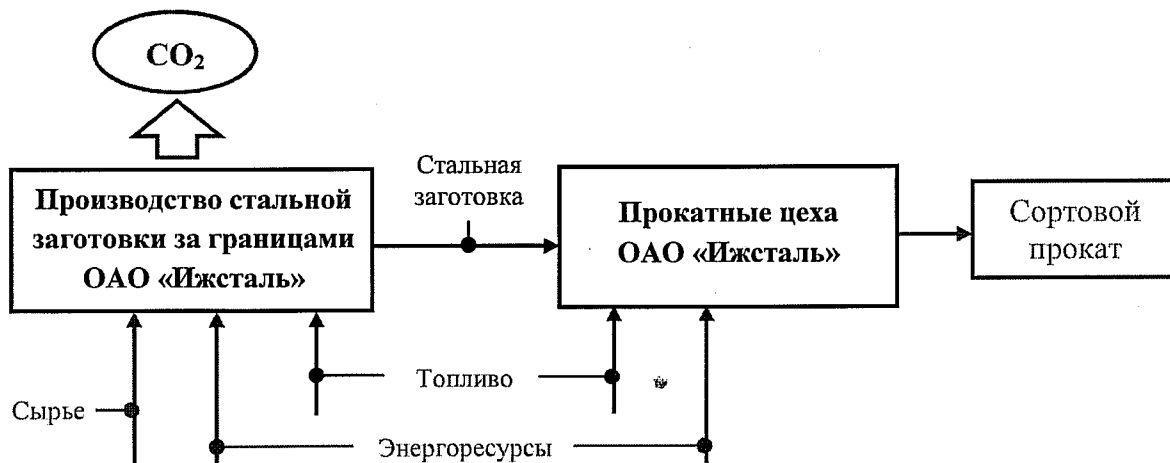 CO₂
Производство стальной
заготовки за границами
ОАО «Ижсталь»
Стальная
заготовка
Прокатные цеха
ОАО «Ижсталь»
Сортовой
прокат
Топливо
Сырье
Энергоресурсы